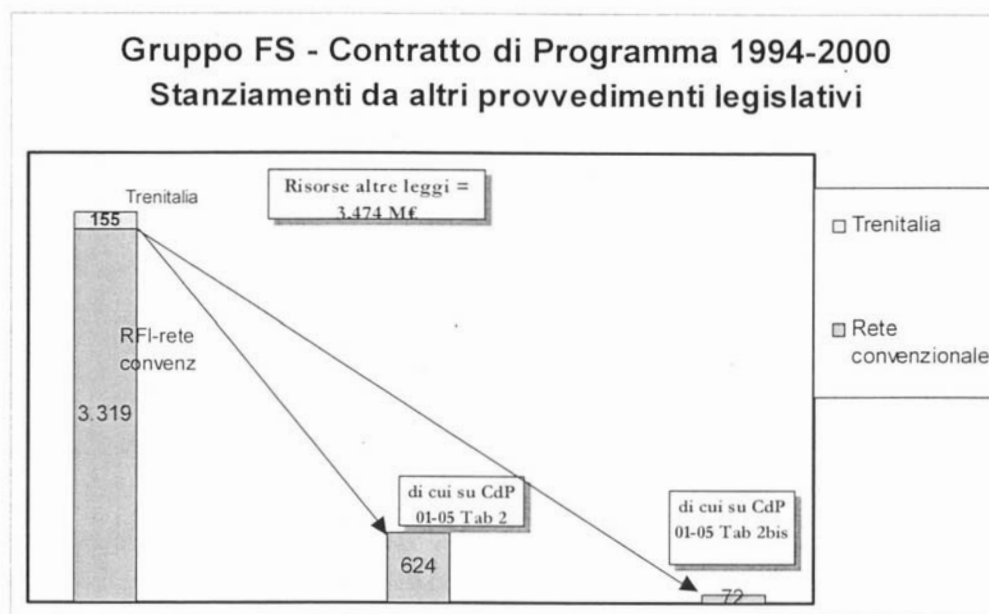 Gruppo FS - Contratto di Programma 1994-2000
Stanziamenti da altri provvedimenti legislativi
Trenitalia
155
Risorse altre leggi =
3.474 M€
RFI-rete
convenz
3.319
di cui su CdP
01-05 Tab 2
624
di cui su CdP
01-05 Tab 2bis
72
Trenitalia
Rete
convenzionale